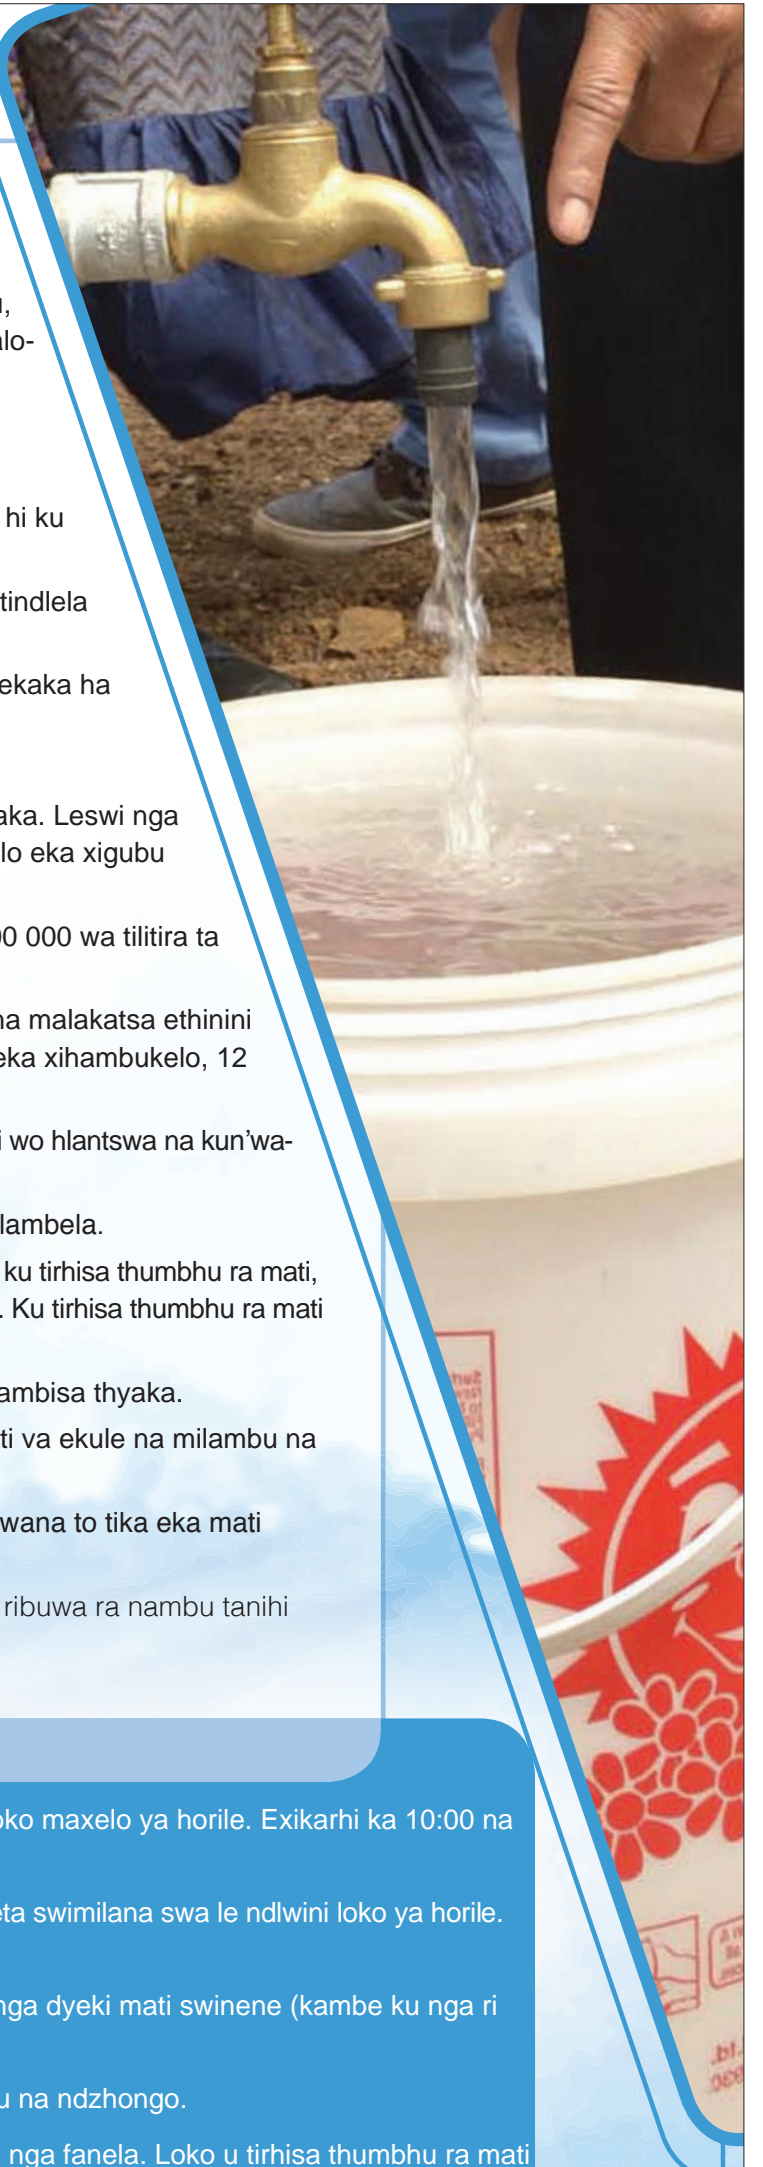 hi ku
tindlela
ekaka ha
aka. Leswi nga
lo eka xigubu
0 000 wa tilitira ta
na malakatsa ethinini
eka xihambukelo, 12
i wo hlantswa na kun'wa-
lambela.
ku tirhisa thumbhu ra mati,
. Ku tirhisa thumbhu ra mati
ambisa thyaka.
ti va ekule na milambu na
wana to tika eka mati
ribuwa ra nambu tanihi
oko maxelo ya horile. Exikarhi ka 10:00 na
eta swimilana swa le ndlwini loko ya horile.
nga dyeki mati swinene (kambe ku nga ri
u na ndzhongo.
nga fanela. Loko u tirhisa thumbhu ra mati